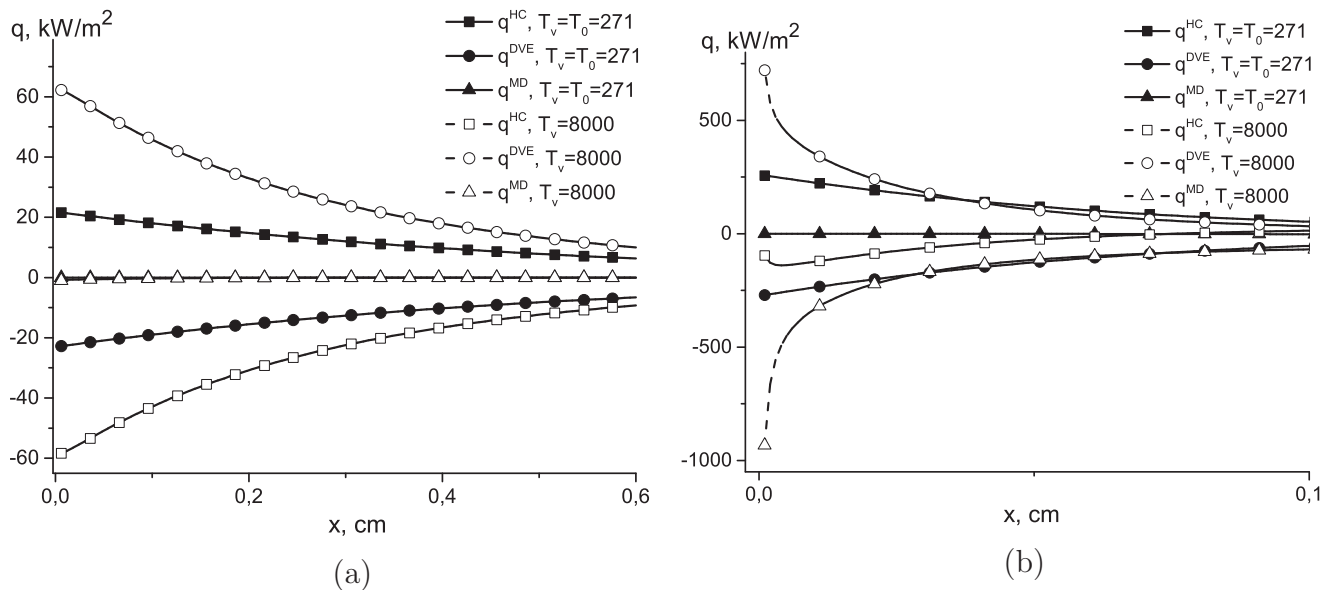 q, kW/m²
q^HC, T_v=T_0=271
q^DVE, T_v=T_0=271
q^MD, T_v=T_0=271
q^HC, T_v=8000
q^DVE, T_v=8000
q^MD, T_v=8000
60
40
20
0
-20
-40
-60
0,0
0,2
0,4
0,6
x, cm
(a)
q, kW/m²
q^HC, T_v=T_0=271
q^DVE, T_v=T_0=271
q^MD, T_v=T_0=271
q^HC, T_v=8000
q^DVE, T_v=8000
q^MD, T_v=8000
500
0
-500
-1000
0,0
0,1
x, cm
(b)